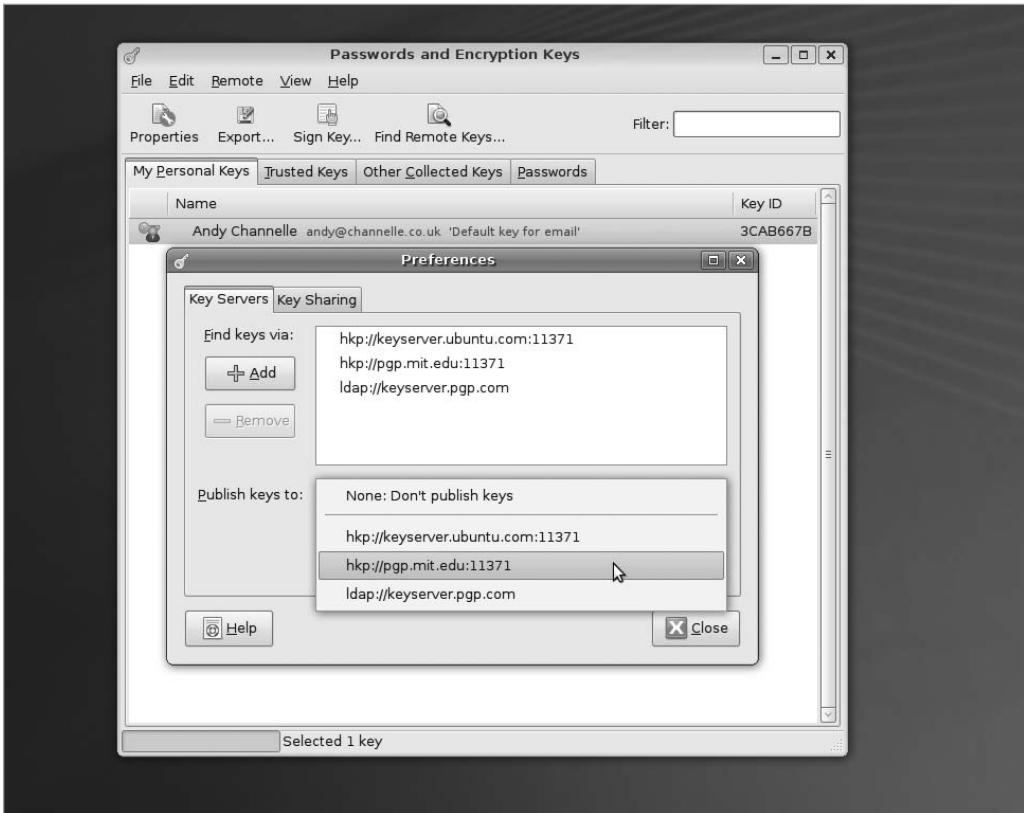 Passwords and Encryption Keys
File Edit Remote View Help
Properties Export... Sign Key... Find Remote Keys... Filter:
My Personal Keys Trusted Keys Other Collected Keys Passwords
Name Key ID
Andy Channelle andy@channelle.co.uk 'Default key for email' 3CAB667B
Preferences
Key Servers Key Sharing
Find keys via:
hkp://keyserver.ubuntu.com:11371
Add
hkp://pgp.mit.edu:11371
ldap://keyserver.pgp.com
Remove
Publish keys to:
None: Don't publish keys
hkp://keyserver.ubuntu.com:11371
hkp://pgp.mit.edu:11371
ldap://keyserver.pgp.com
Help Close
Selected 1 key